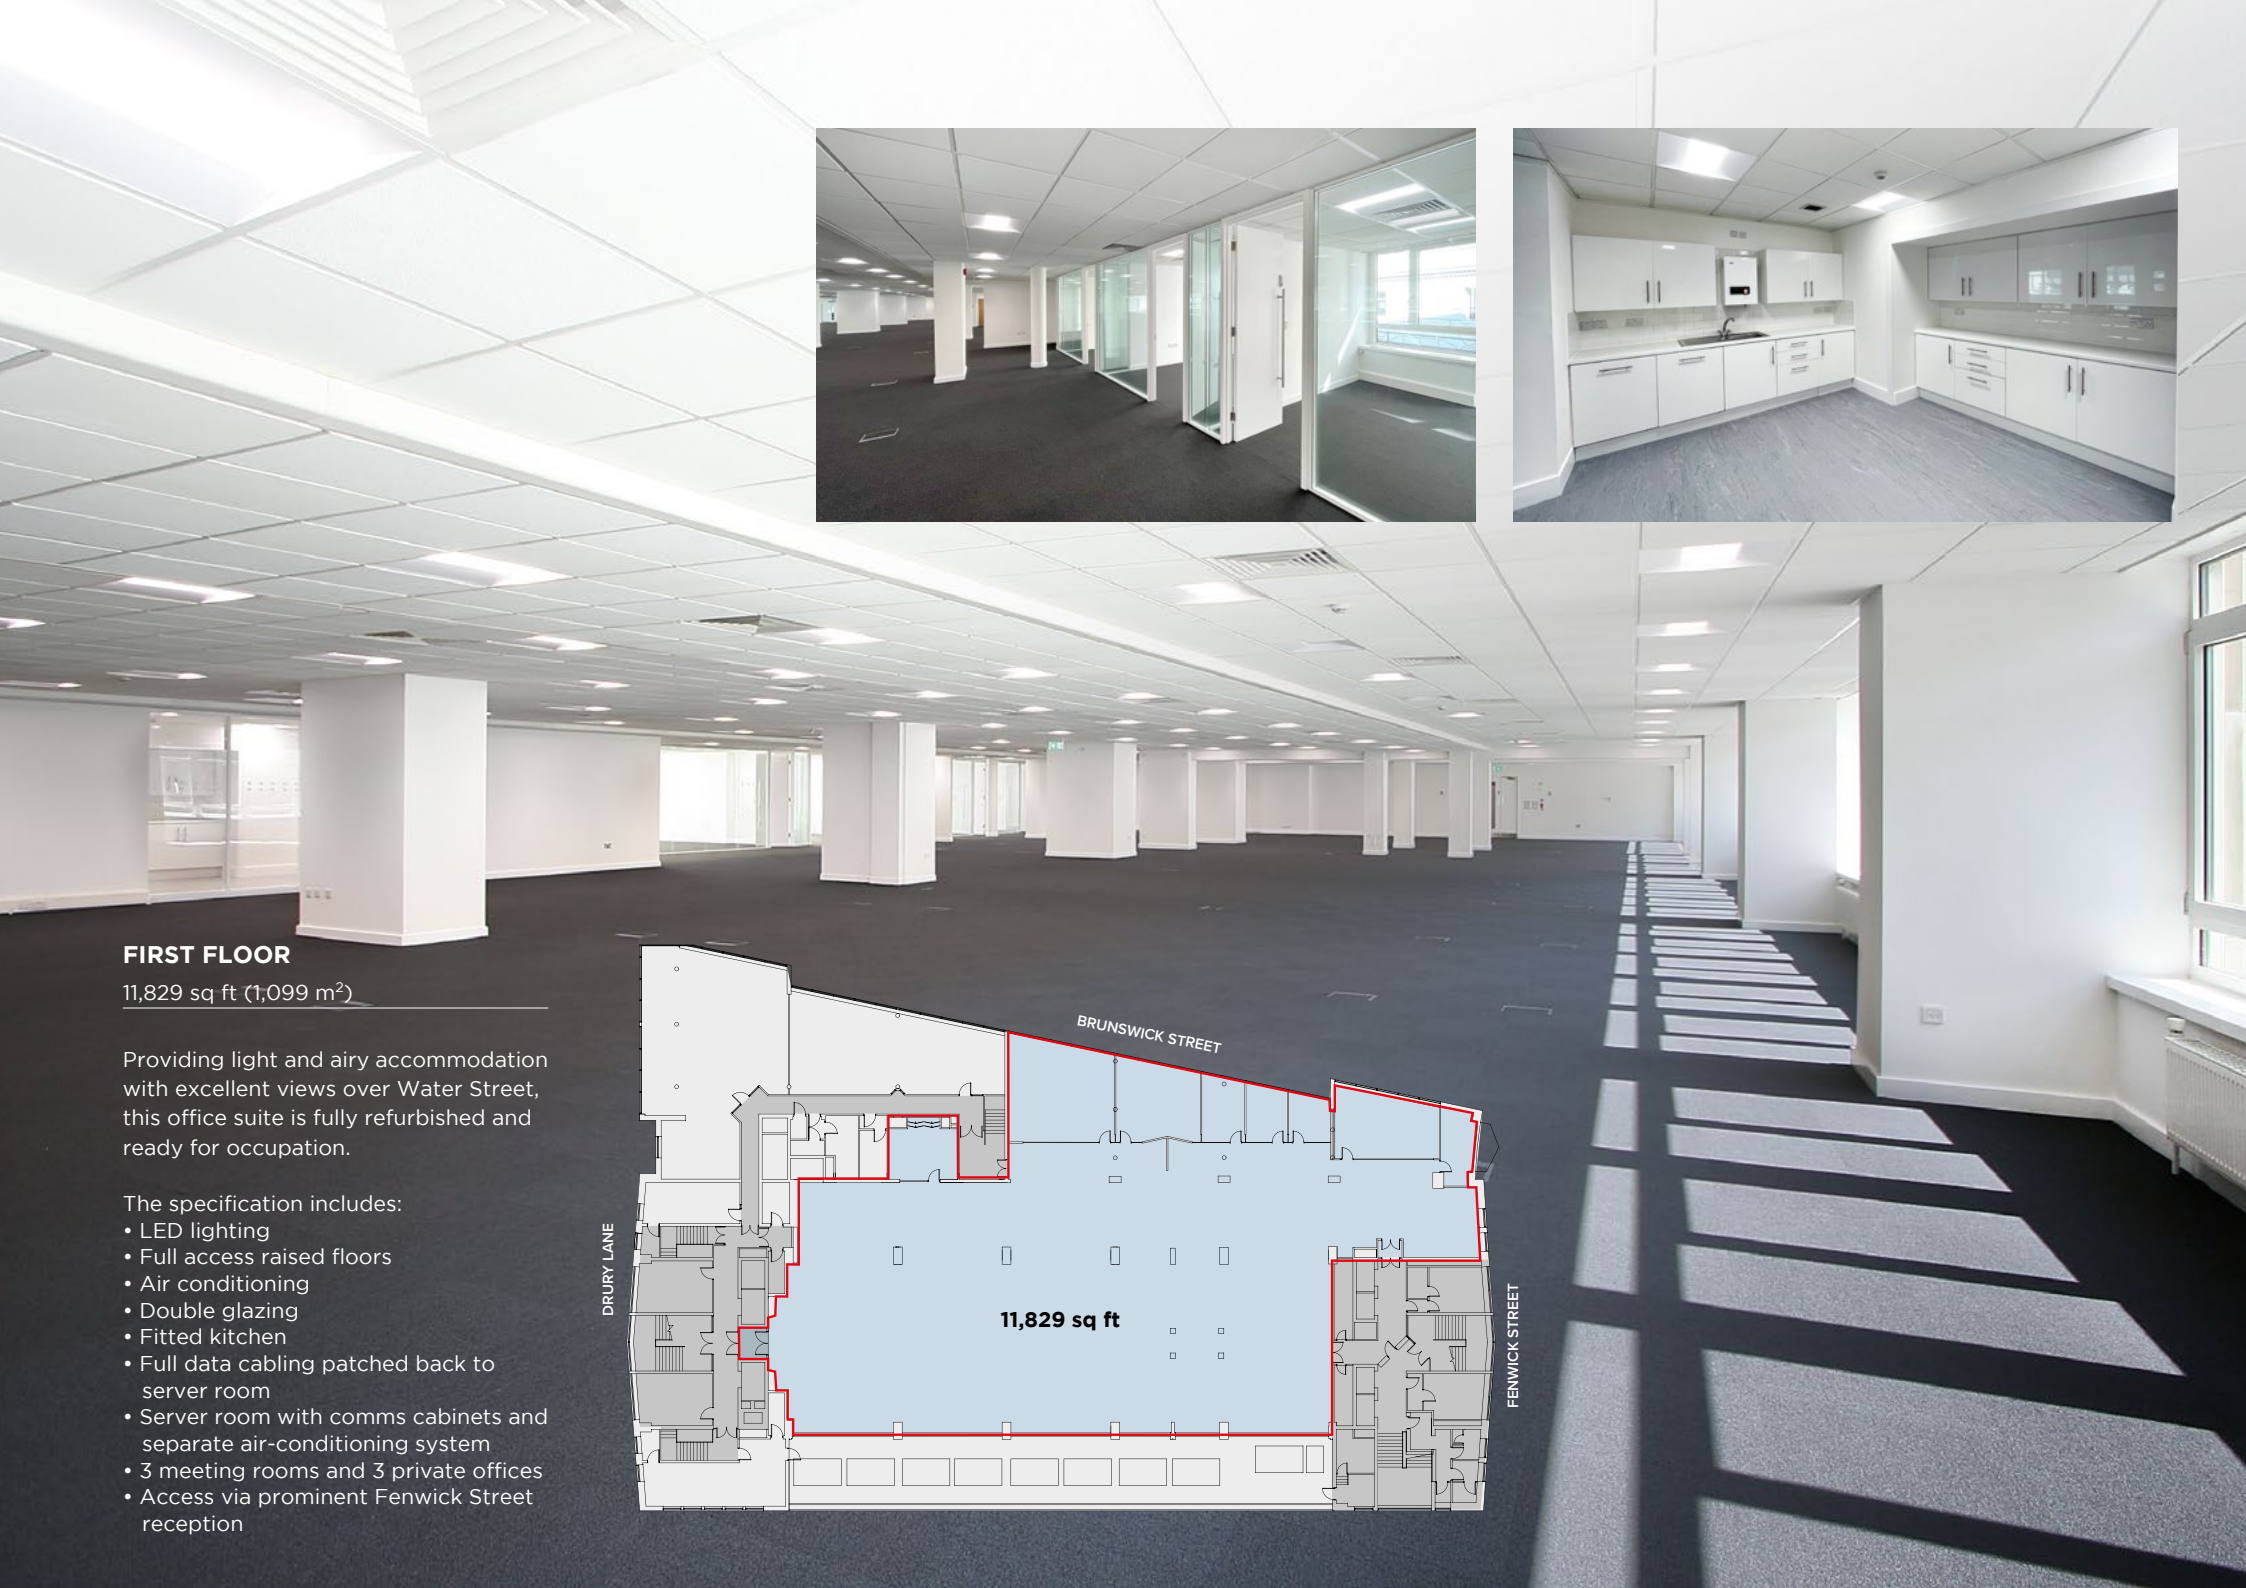 FIRST FLOOR
11,829 sq ft (1,099 m²)
Providing light and airy accommodation
with excellent views over Water Street,
this office suite is fully refurbished and
ready for occupation.
The specification includes:
• LED lighting
• Full access raised floors
• Air conditioning
• Double glazing
• Fitted kitchen
• Full data cabling patched back to
server room
• Server room with comms cabinets and
separate air-conditioning system
• 3 meeting rooms and 3 private offices
• Access via prominent Fenwick Street
reception
BRUNSWICK STREET
DRURY LANE
11,829 sq ft
FENWICK STREET